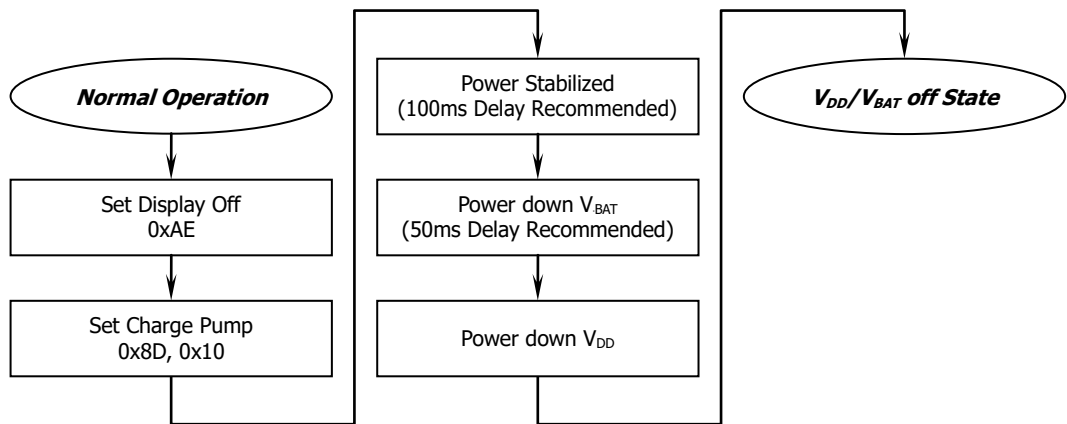 Normal Operation
Set Display Off
0xAE
Set Charge Pump
0x8D, 0x10
Power Stabilized
(100ms Delay Recommended)
Power down VBAT
(50ms Delay Recommended)
Power down VDD
VDD/VBAT off State